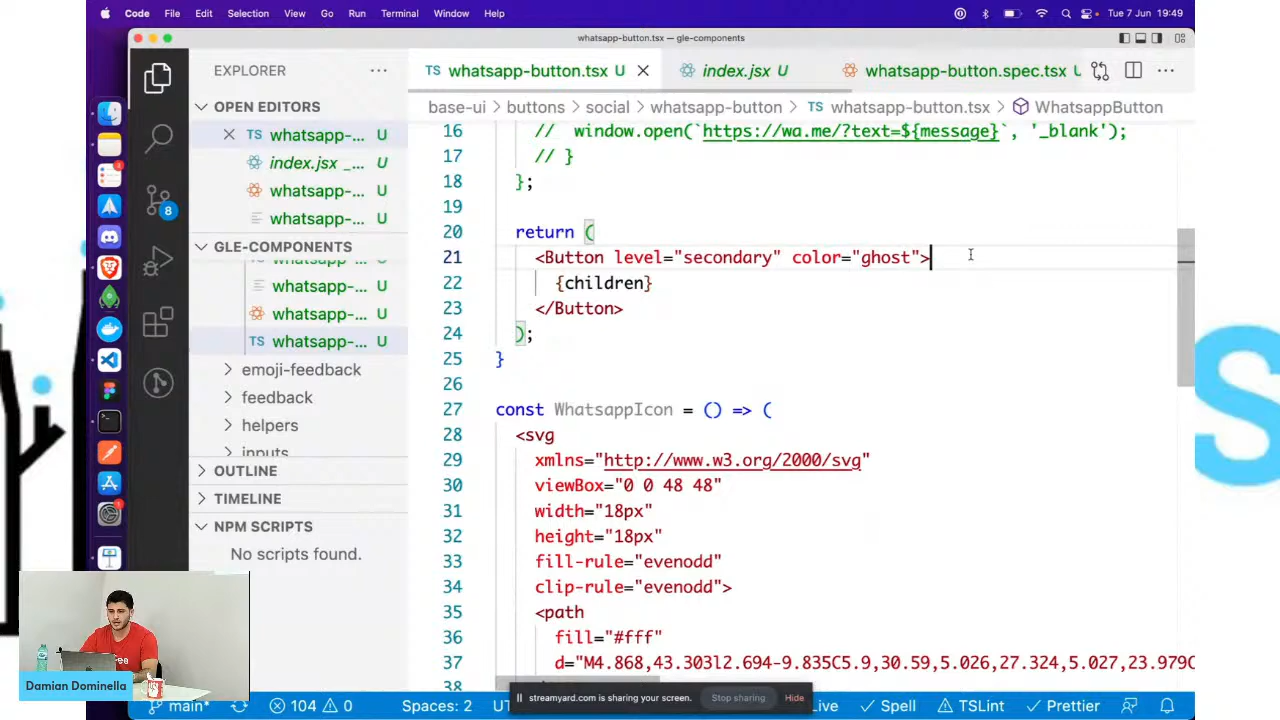 Code File Edit Selection View Go Run Terminal Window Help
Tue 7 Jun 19:49
whatsapp-button.tsx — gle-components
EXPLORER
TS whatsapp-button.tsx U
index.jsx U
whatsapp-button.spec.tsx U
OPEN EDITORS
base-ui > buttons > social > whatsapp-button > TS whatsapp-button.tsx > WhatsappButton
TS whatsapp-... U
index.jsx _... U
whatsapp-... U
whatsapp-... U
GLE-COMPONENTS
whatsapp-... U
whatsapp-... U
TS whatsapp-... U
emoji-feedback
feedback
helpers
inputs
OUTLINE
TIMELINE
NPM SCRIPTS
No scripts found.
16 // window.open(`https://wa.me/?text=${message}`, '_blank');
17 // }
18 };
19
20 return (
21 <Button level="secondary" color="ghost">
22 {children}
23 </Button>
24 );
25 }
26
27 const WhatsappIcon = () => (
28 <svg
29 xmlns="http://www.w3.org/2000/svg"
30 viewBox="0 0 48 48"
31 width="18px"
32 height="18px"
33 fill-rule="evenodd"
34 clip-rule="evenodd">
35 <path
36 fill="#fff"
37 d="M4.868,43.303l2.694-9.835C5.9,30.59,5.026,27.324,5.027,23.979C
38
8
Damian Dominella
main*
104
0
Spaces: 2
streamyard.com is sharing your screen.
Stop sharing
Hide
Live
Spell
TSLint
Prettier